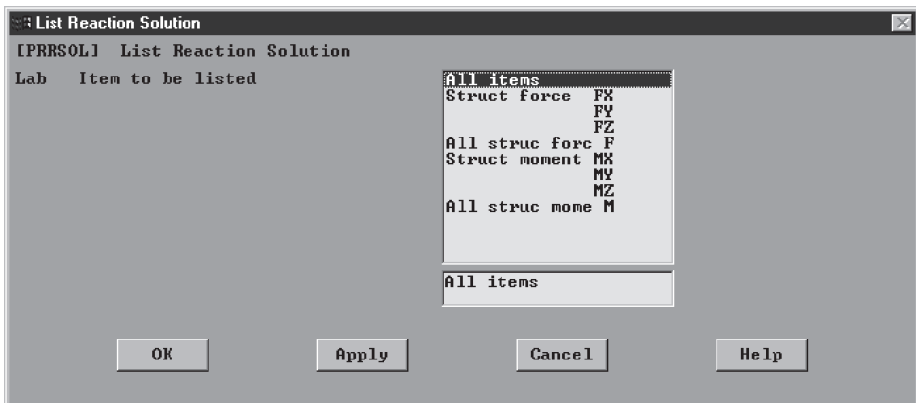 List Reaction Solution
[PRRSOL] List Reaction Solution
Lab Item to be listed
All items
Struct force FX
FY
FZ
All struc forc F
Struct moment MX
MY
MZ
All struc mome M
All items
OK Apply Cancel Help